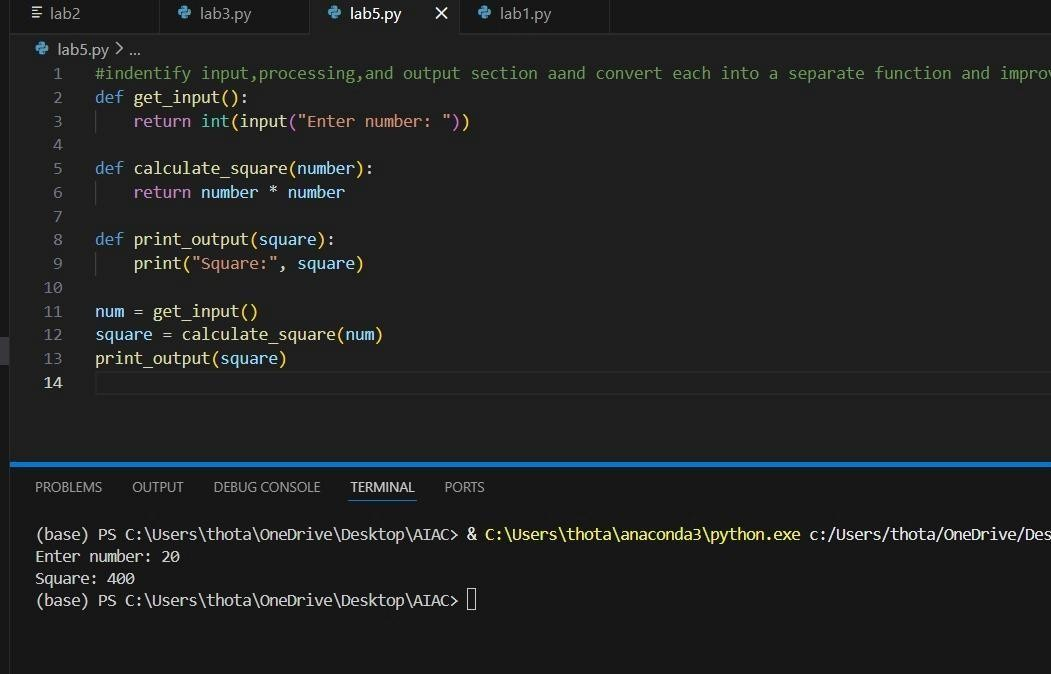 lab2 lab3.py lab5.py lab1.py
lab5.py > ...
1 #indentify input,processing,and output section aand convert each into a separate function and improv
2 def get_input():
3 return int(input("Enter number: "))
4
5 def calculate_square(number):
6 return number * number
7
8 def print_output(square):
9 print("Square:", square)
10
11 num = get_input()
12 square = calculate_square(num)
13 print_output(square)
14
PROBLEMS OUTPUT DEBUG CONSOLE TERMINAL PORTS
(base) PS C:\Users\thota\OneDrive\Desktop\AIAC> & C:\Users\thota\anaconda3\python.exe c:/Users/thota/OneDrive/Des
Enter number: 20
Square: 400
(base) PS C:\Users\thota\OneDrive\Desktop\AIAC>